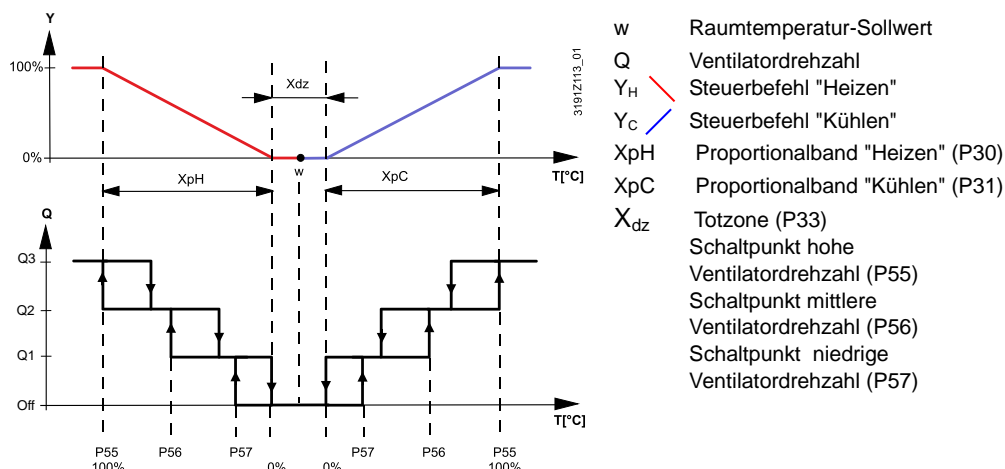 Y
100%
0%
Xdz
w
T[°C]
XpH
XpC
3191Z113_01
Q
Q3
Q2
Q1
Off
T[°C]
P55 P56 P57 P57 P56 P55
100% 0% 0% 100%
w Raumtemperatur-Sollwert
Q Ventilatordrehzahl
YH Steuerbefehl "Heizen"
YC Steuerbefehl "Kühlen"
XpH Proportionalband "Heizen" (P30)
XpC Proportionalband "Kühlen" (P31)
Xdz Totzone (P33)
Schaltpunkt hohe
Ventilatordrehzahl (P55)
Schaltpunkt mittlere
Ventilatordrehzahl (P56)
Schaltpunkt niedrige
Ventilatordrehzahl (P57)